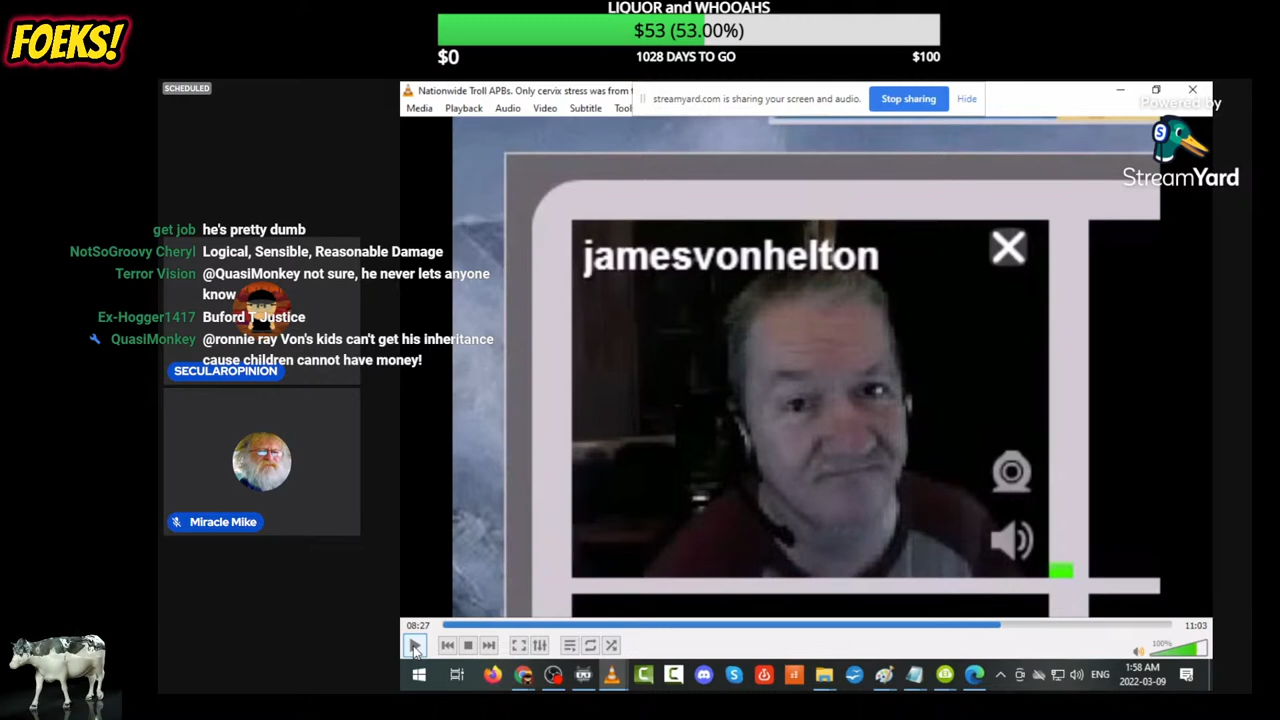 FOEKS!
LIQUOR and WHOOAHS
$53 (53.00%)
$0
1028 DAYS TO GO
$100
SCHEDULED
Nationwide Troll APBs. Only cervix stress was from
streamyard.com is sharing your screen and audio.
Stop sharing
Hide
Media Playback Audio Video Subtitle
Powered by
StreamYard
jamesvonhelton
get job he's pretty dumb
NotSoGroovy Cheryl Logical, Sensible, Reasonable Damage
Terror Vision @QuasiMonkey not sure, he never lets anyone
know
Ex-Hogger1417 Buford T Justice
QuasiMonkey @ronnie ray Von's kids can't get his inheritance
cause children cannot have money!
SECULAROPINION
Miracle Mike
08:27
11:03
100%
ENG
1:58 AM
2022-03-09